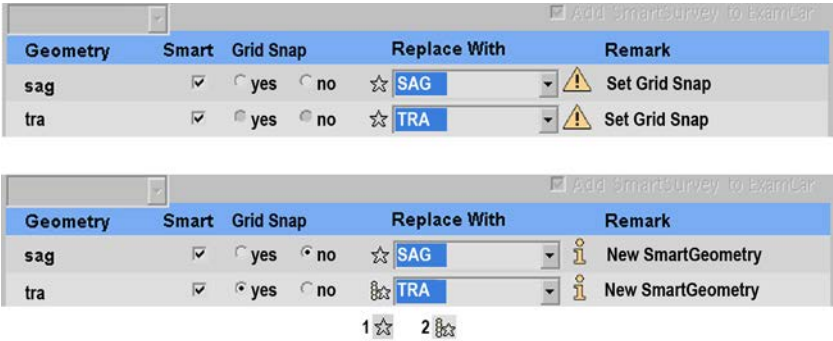 Add SmartSurvey to ExamCar
Geometry Smart Grid Snap Replace With Remark
sag yes no SAG Set Grid Snap
tra yes no TRA Set Grid Snap
Add SmartSurvey to ExamCar
Geometry Smart Grid Snap Replace With Remark
sag yes no SAG New SmartGeometry
tra yes no TRA New SmartGeometry
1 2